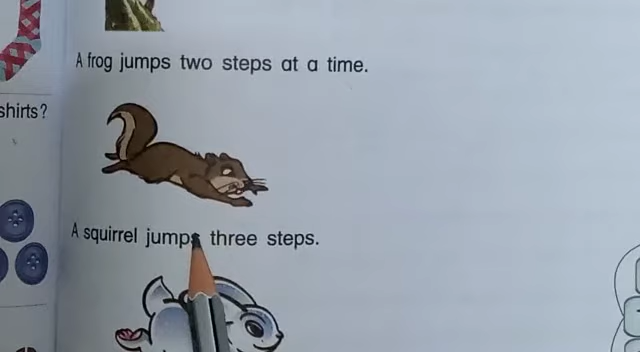 A frog jumps two steps at a time.
shirts?
A squirrel jumps three steps.